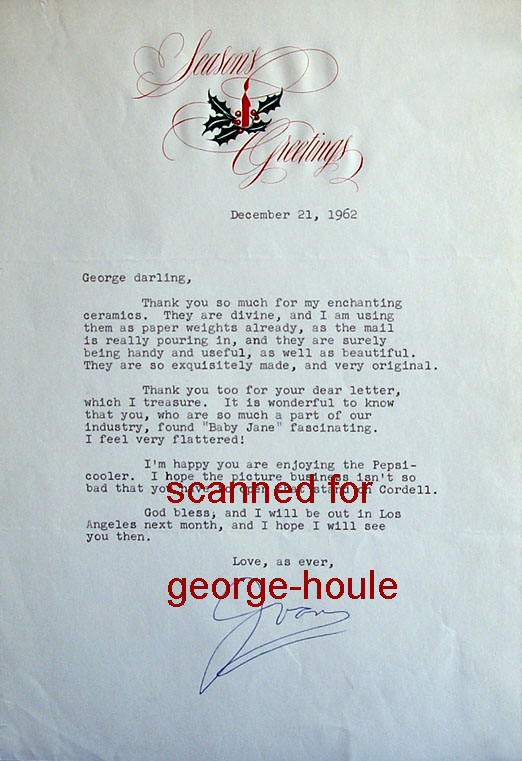 Season's
Greetings
December 21, 1962
George darling,
Thank you so much for my enchanting
ceramics. They are divine, and I am using
them as paper weights already, as the mail
is really pouring in, and they are surely
being handy and useful, as well as beautiful.
They are so exquisitely made, and very original.
Thank you too for your dear letter,
which I treasure. It is wonderful to know
that you, who are so much a part of our
industry, found "Baby Jane" fascinating.
I feel very flattered!
I'm happy you are enjoying the Pepsi-
cooler. I hope the picture business isn't so
bad that you have to open that stand on Cordell.
scanned for
God bless, and I will be out in Los
Angeles next month, and I hope I will see
you then.
Love, as ever,
george-houle
Joan